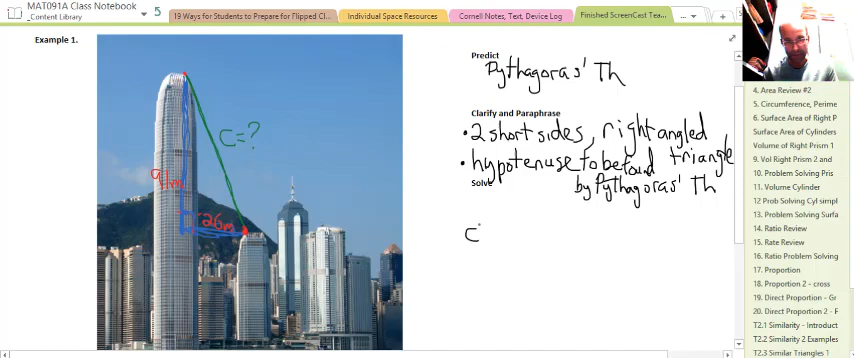 MAT091A Class Notebook
_Content Library
5
19 Ways for Students to Prepare for Flipped Cl...
Individual Space Resources
Cornell Notes, Text, Device Log
Finished ScreenCast Tea...
...
+
Example 1.
C=?
91m
26m
Predict
Pythagoras' Th
Clarify and Paraphrase
• 2 short sides, right angled triangle
• hypotenuse to be found
by Pythagoras' Th
Solve
C
4. Area Review #2
5. Circumference, Perime
6. Surface Area of Right P
Surface Area of Cylinders
Volume of Right Prism 1
9. Vol Right Prism 2 and
10. Problem Solving Pris
11. Volume Cylinder
12 Prob Solving Cyl simpl
13. Problem Solving Surfa
14. Ratio Review
15. Rate Review
16. Ratio Problem Solving
17. Proportion
18. Proportion 2 - cross
19. Direct Proportion - Gr
20. Direct Proportion 2 - F
T2.1 Similarity - Introduct
T2.2 Similarity 2 Examples
T2.3 Similar Triangles 1